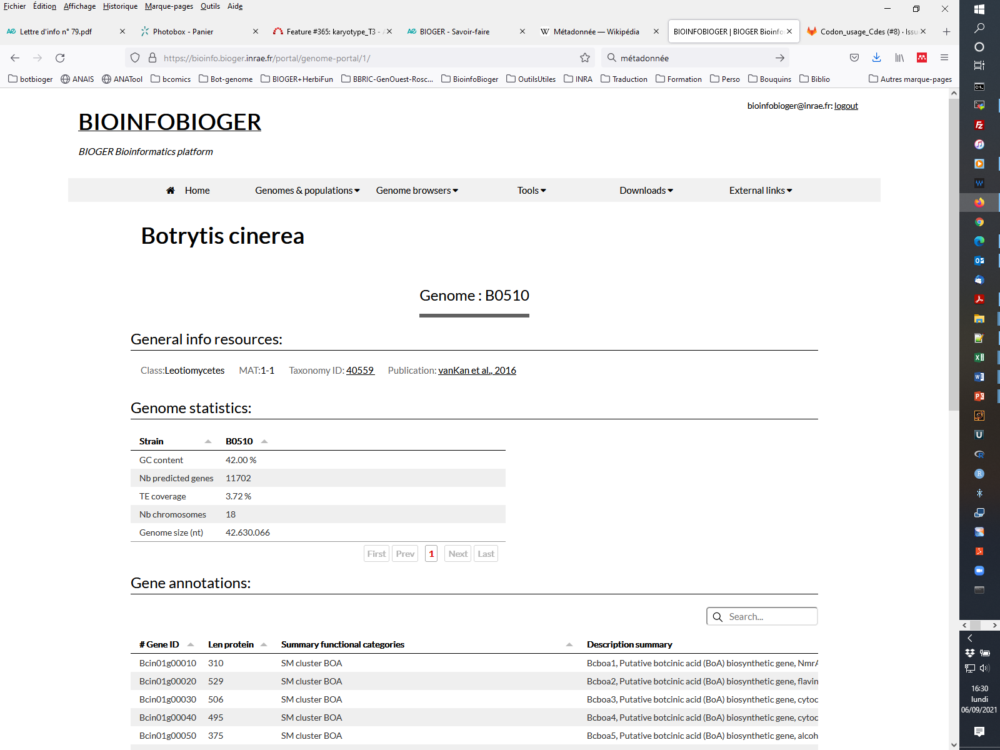 Fichier Édition Affichage Historique Marque-pages Outils Aide
Lettre d'info n° 79.pdf
Photobox - Panier
Feature #365: karyotype_T3 - A
BIOGER - Savoir-faire
Métadonnée — Wikipédia
BIOINFOBIOGER | BIOGER Bioinfo
Codon_usage_Cdes (#8) · Issu
https://bioinfo.bioger.inrae.fr/portal/genome-portal/1/
métadonnée
botbioger ANAIS ANATool bcomics Bot-genome BIOGER+HerbiFun BBRIC-GenOuest-Rosc... BioinfoBioger OutilsUtiles INRA Traduction Formation Perso Bouquins Biblio Autres marque-pages
bioinfobioger@inrae.fr: logout
BIOINFOBIOGER
BIOGER Bioinformatics platform
Home Genomes & populations Genome browsers Tools Downloads External links
Botrytis cinerea
Genome : B0510
General info resources:
Class:Leotiomycetes MAT:1-1 Taxonomy ID: 40559 Publication: vanKan et al., 2016
Genome statistics:
Strain B0510
GC content 42.00 %
Nb predicted genes 11702
TE coverage 3.72 %
Nb chromosomes 18
Genome size (nt) 42.630.066
First Prev 1 Next Last
Gene annotations:
Search...
# Gene ID Len protein Summary functional categories Description summary
Bcin01g00010 310 SM cluster BOA Bcboa1, Putative botcinic acid (BoA) biosynthetic gene, NmrA
Bcin01g00020 529 SM cluster BOA Bcboa2, Putative botcinic acid (BoA) biosynthetic gene, flavin
Bcin01g00030 506 SM cluster BOA Bcboa3, Putative botcinic acid (BoA) biosynthetic gene, cytoc
Bcin01g00040 495 SM cluster BOA Bcboa4, Putative botcinic acid (BoA) biosynthetic gene, cytoc
Bcin01g00050 375 SM cluster BOA Bcboa5, Putative botcinic acid (BoA) biosynthetic gene, alcoh
16:30
lundi
06/09/2021